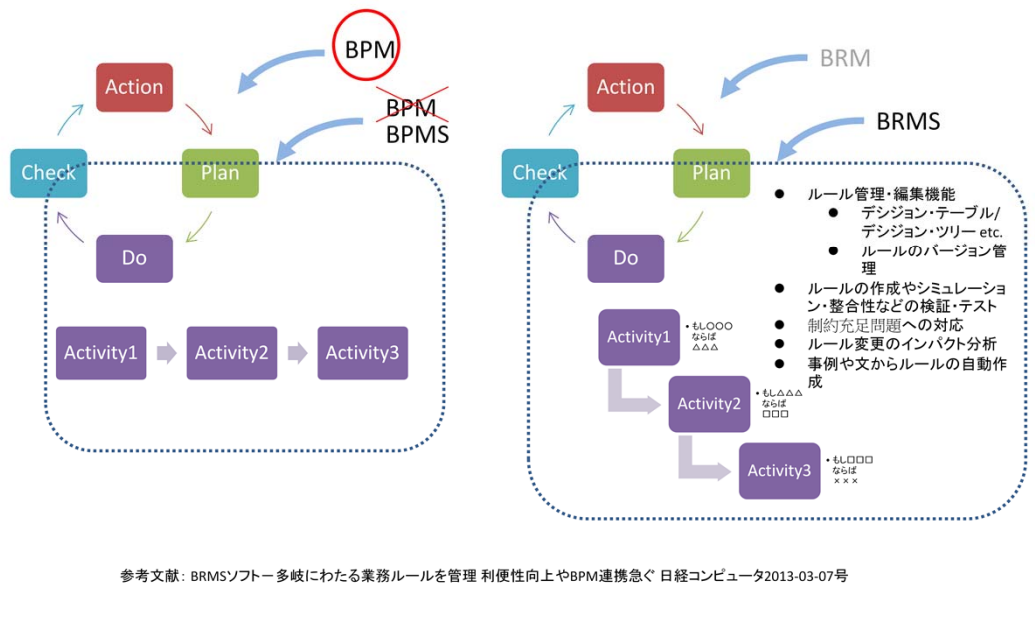 BPM
BPM
BPMS
Action
Check
Plan
Do
Activity1
Activity2
Activity3
BRM
BRMS
Action
Check
Plan
Do
● ルール管理・編集機能
● デシジョン・テーブル/
デシジョン・ツリー etc.
● ルールのバージョン管
理
● ルールの作成やシミュレーショ
ン・整合性などの検証・テスト
● 制約充足問題への対応
● ルール変更のインパクト分析
● 事例や文からルールの自動作
成
Activity1
・もし○○○
ならば
△△△
Activity2
・もし△△△
ならば
□□□
Activity3
・もし□□□
ならば
×××
参考文献： BRMSソフトー多岐にわたる業務ルールを管理 利便性向上やBPM連携急ぐ 日経コンピュータ2013-03-07号